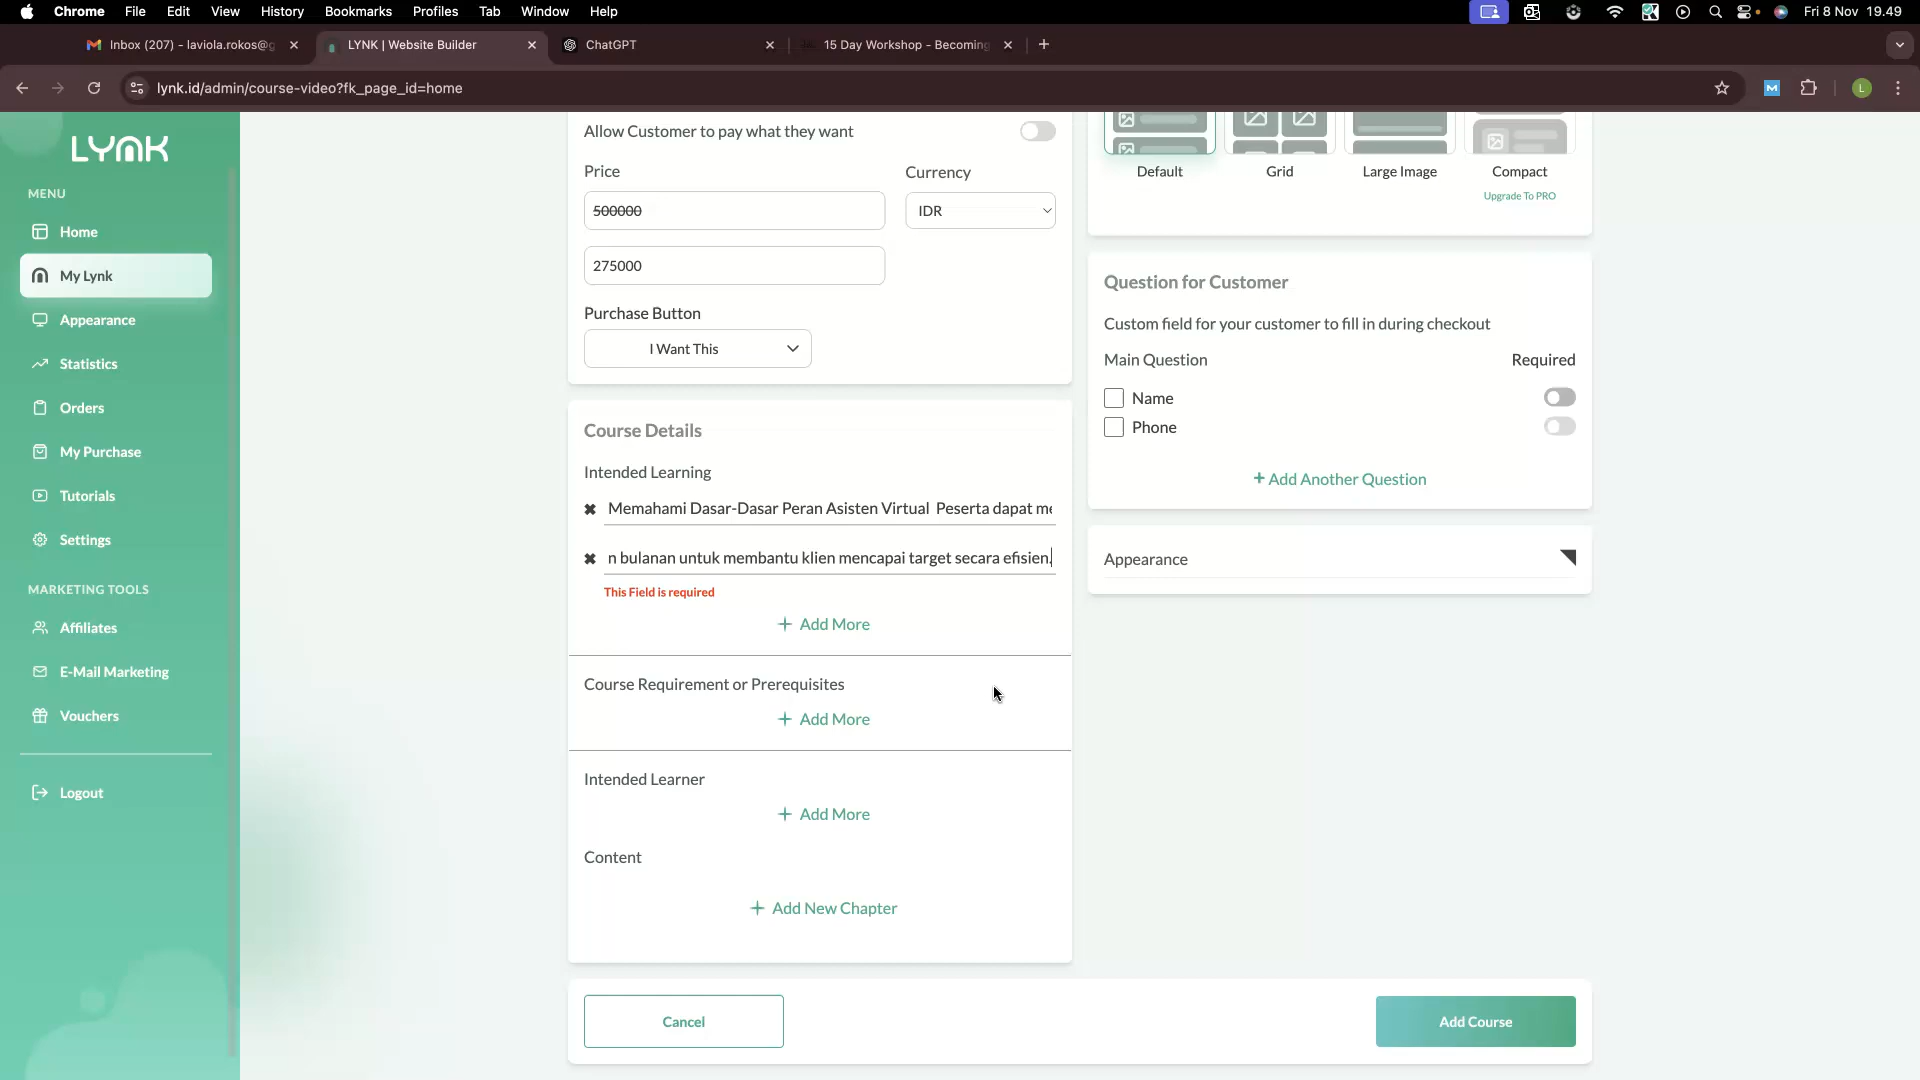 Chrome File Edit View History Bookmarks Profiles Tab Window Help Fri 8 Nov 19.49
Inbox (207) - laviola.rokos@g LYNK | Website Builder ChatGPT 15 Day Workshop - Becoming
lynk.id/admin/course-video?fk_page_id=home L
LYNK
MENU
Home
My Lynk
Appearance
Statistics
Orders
My Purchase
Tutorials
Settings
MARKETING TOOLS
Affiliates
E-Mail Marketing
Vouchers
Logout
Allow Customer to pay what they want
Price Currency
500000 IDR
275000
Purchase Button
I Want This
Course Details
Intended Learning
Memahami Dasar-Dasar Peran Asisten Virtual Peserta dapat me
n bulanan untuk membantu klien mencapai target secara efisien.
This Field is required
+ Add More
Course Requirement or Prerequisites
+ Add More
Intended Learner
+ Add More
Content
+ Add New Chapter
Cancel
Add Course
Default Grid Large Image Compact
Upgrade To PRO
Question for Customer
Custom field for your customer to fill in during checkout
Main Question Required
Name
Phone
+ Add Another Question
Appearance